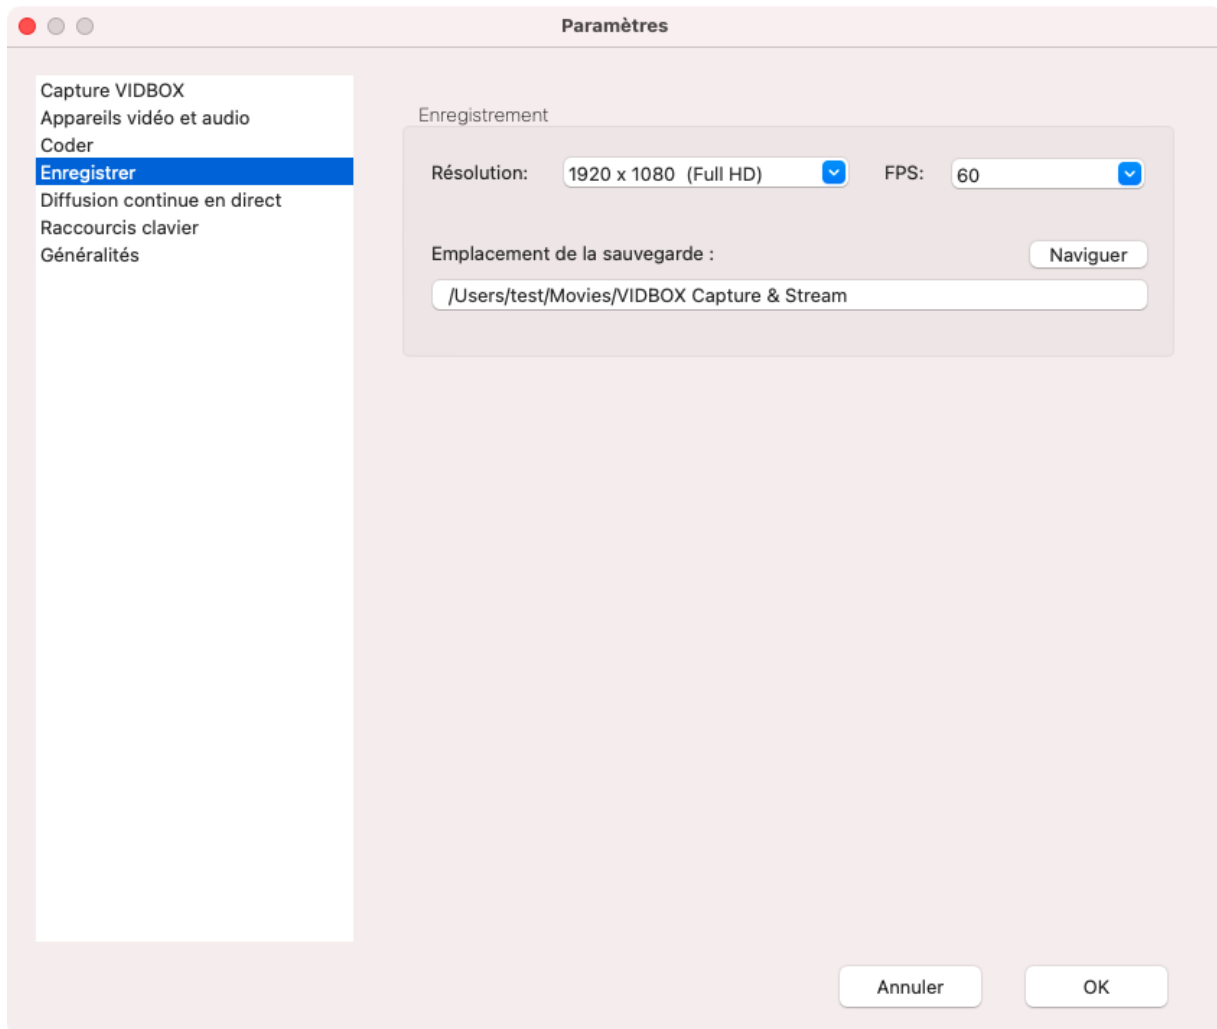 Paramètres
Capture VIDBOX
Appareils vidéo et audio
Coder
Enregistrer
Diffusion continue en direct
Raccourcis clavier
Généralités
Enregistrement
Résolution: 1920 x 1080 (Full HD) FPS: 60
Emplacement de la sauvegarde : Naviguer
/Users/test/Movies/VIDBOX Capture & Stream
Annuler OK